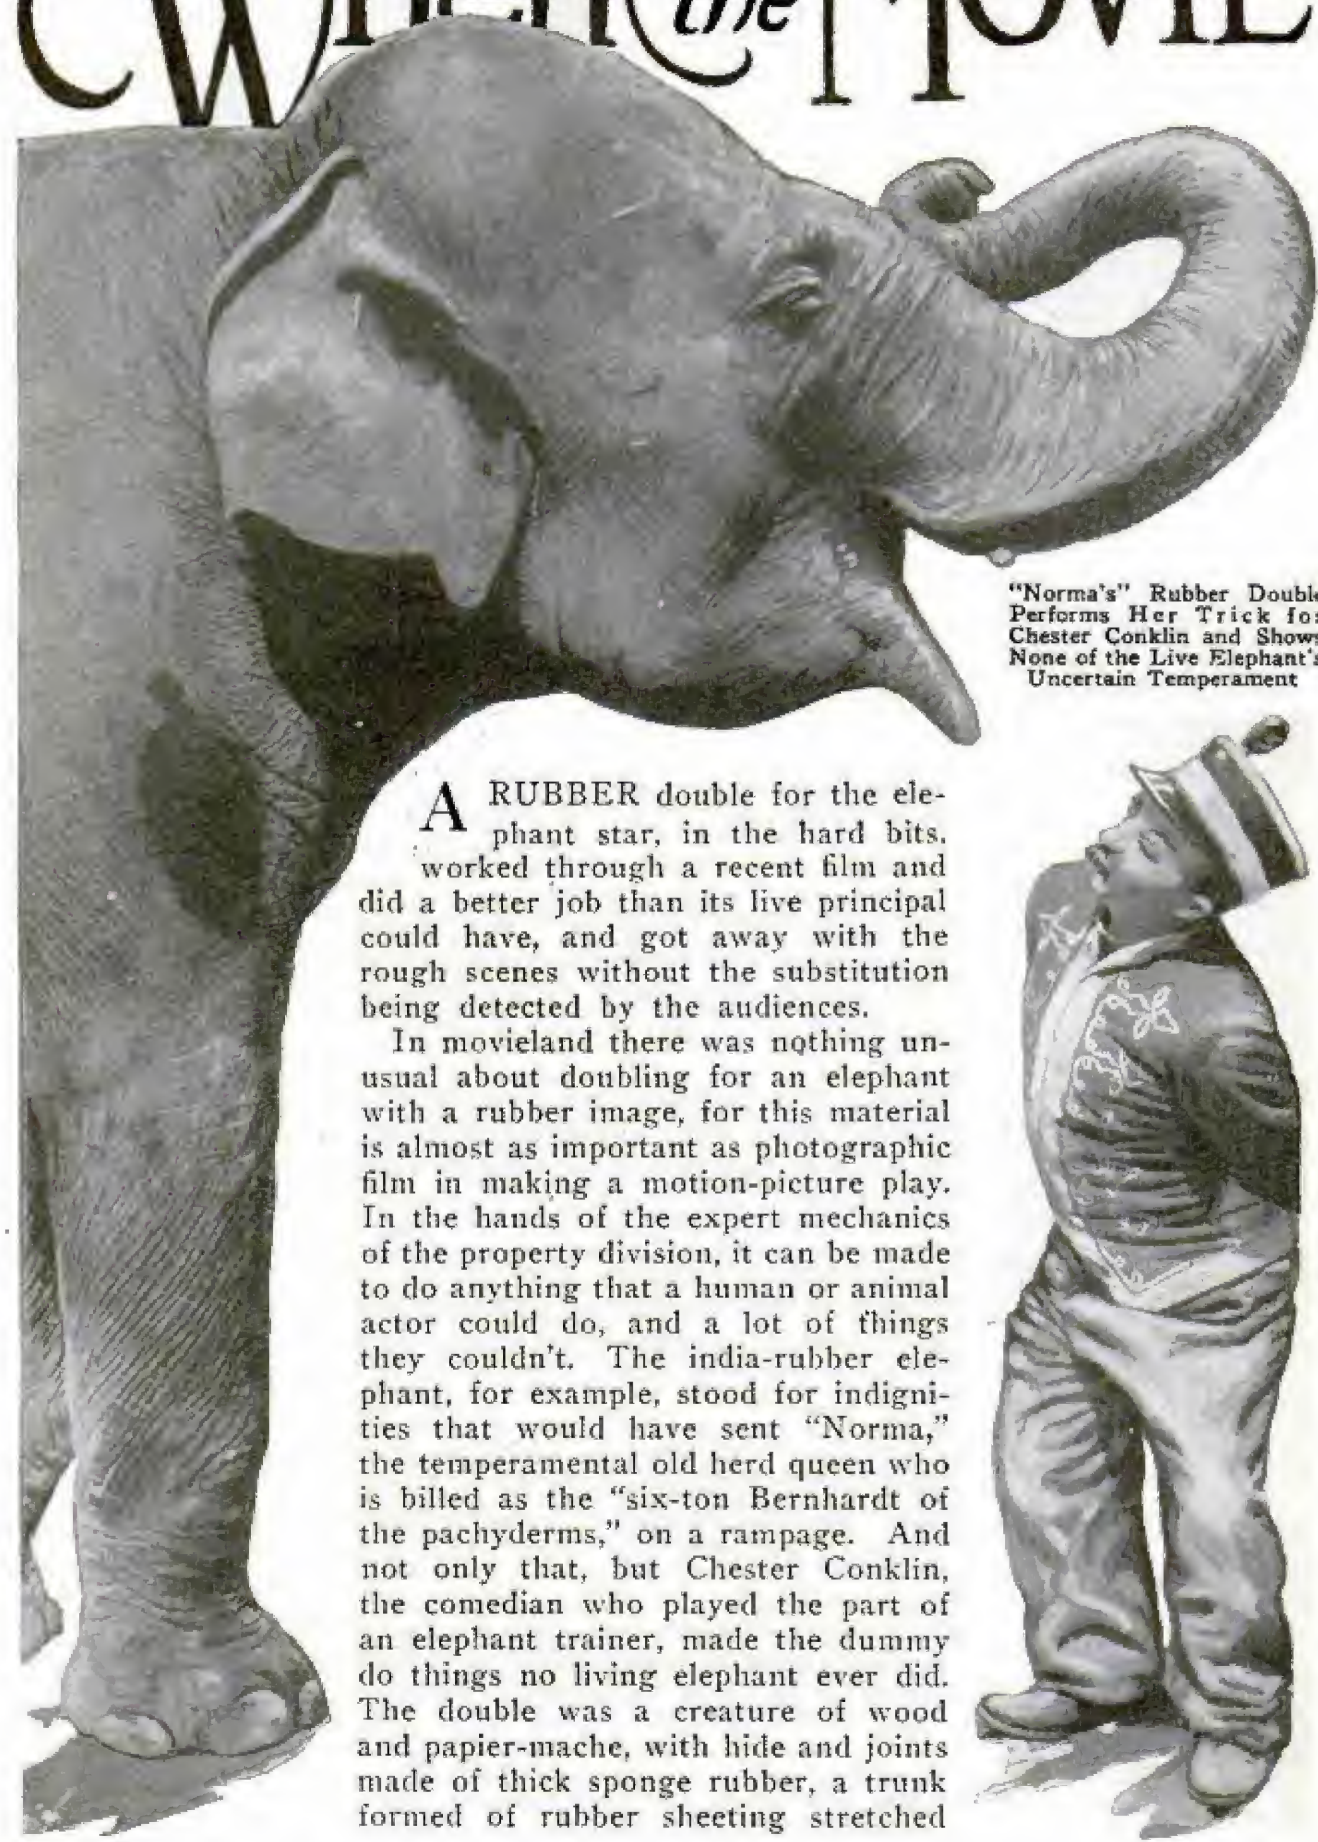 WHEN the MOVIE
"Norma's" Rubber Double
Performs Her Trick for
Chester Conklin and Shows
None of the Live Elephant's
Uncertain Temperament
A RUBBER double for the ele-
phant star, in the hard bits.
worked through a recent film and
did a better job than its live principal
could have, and got away with the
rough scenes without the substitution
being detected by the audiences.
In movieland there was nothing un-
usual about doubling for an elephant
with a rubber image, for this material
is almost as important as photographic
film in making a motion-picture play.
In the hands of the expert mechanics
of the property division, it can be made
to do anything that a human or animal
actor could do, and a lot of things
they couldn't. The india-rubber ele-
phant, for example, stood for indigni-
ties that would have sent "Norma,"
the temperamental old herd queen who
is billed as the "six-ton Bernhardt of
the pachyderms," on a rampage. And
not only that, but Chester Conklin,
the comedian who played the part of
an elephant trainer, made the dummy
do things no living elephant ever did.
The double was a creature of wood
and papier-mache, with hide and joints
made of thick sponge rubber, a trunk
formed of rubber sheeting stretched